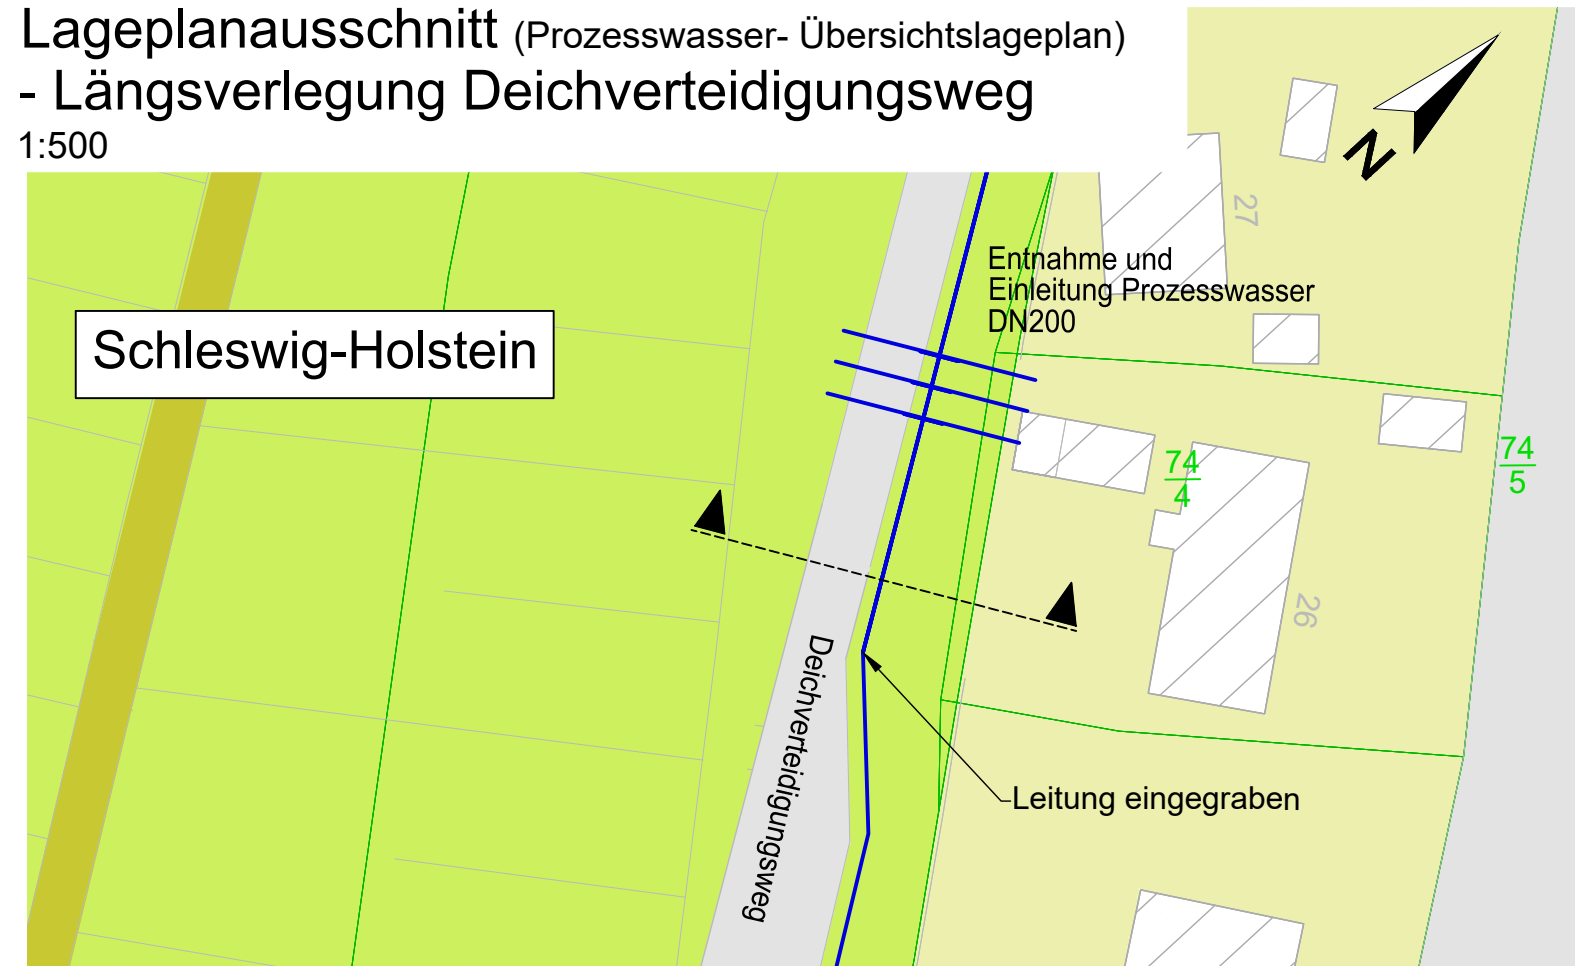 Lageplanausschnitt (Prozesswasser- Übersichtslageplan)
- Längsverlegung Deichverteidigungsweg
1:500
N
27
Entnahme und
Einleitung Prozesswasser
DN200
Schleswig-Holstein
74
4
74
5
26
Deichverteidigungsweg
Leitung eingegraben